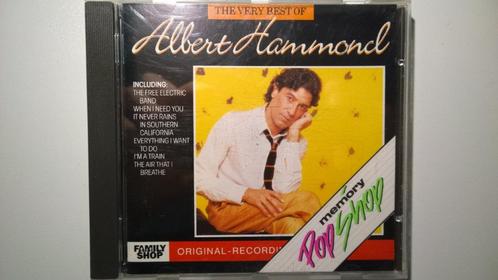 THE VERY BEST OF
Albert Hammond
INCLUDING:
THE FREE ELECTRIC
BAND
WHEN I NEED YOU
IT NEVER RAINS
IN SOUTHERN
CALIFORNIA
EVERYTHING I WANT
TO DO
I'M A TRAIN
THE AIR THAT I
BREATHE
memory
Pop Shop
FAMILY
SHOP
ORIGINAL-RECORDI